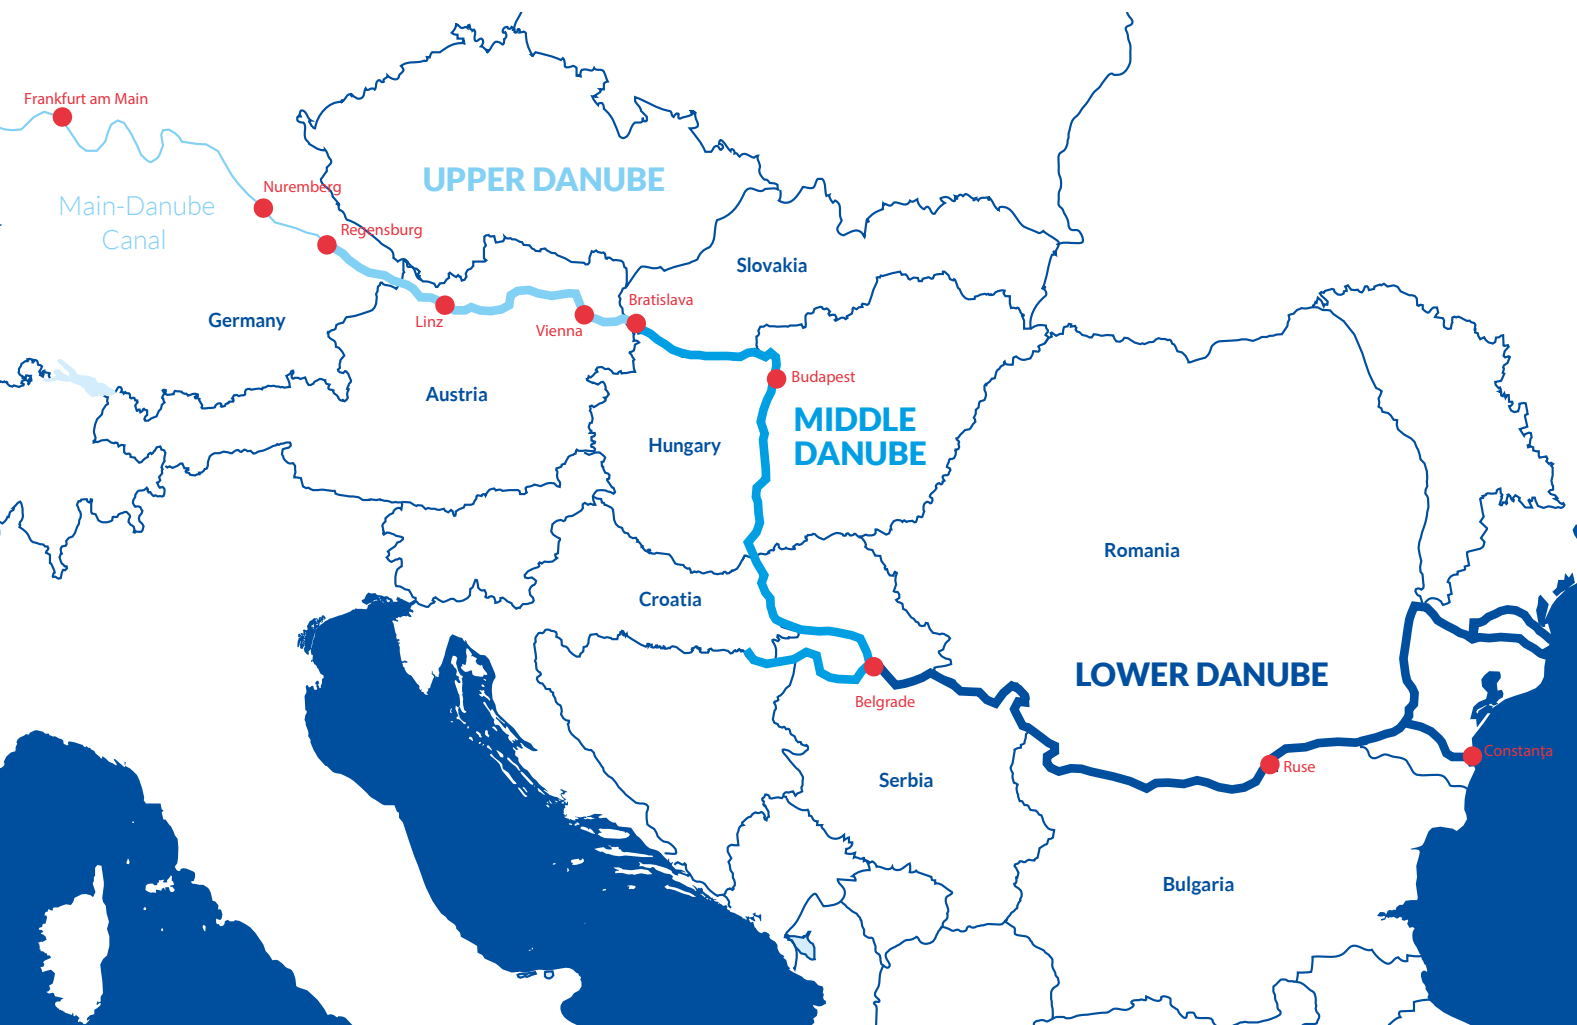 Frankfurt am Main
UPPER DANUBE
Nuremberg
Main-Danube
Canal
Regensburg
Slovakia
Bratislava
Germany
Linz
Vienna
Budapest
Austria
MIDDLE
DANUBE
Hungary
Romania
Croatia
LOWER DANUBE
Belgrade
Constanța
Ruse
Serbia
Bulgaria